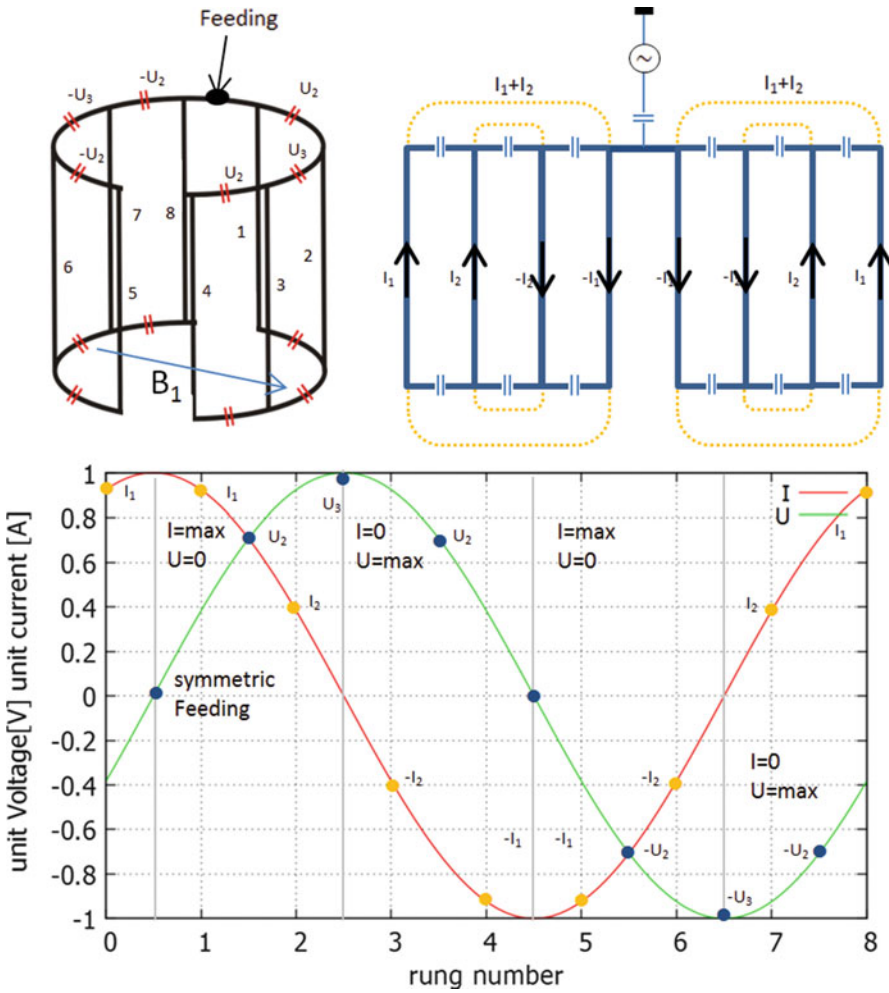 Feeding
-U₃
-U₂
U₂
-U₂
U₂
U₃
7
8
1
2
6
5
4
3
B₁
~
I₁+I₂
I₁+I₂
I₁
I₂
-I₂
-I₁
-I₁
-I₂
I₂
I₁
unit Voltage[V] unit current [A]
1
0.8
0.6
0.4
0.2
0
-0.2
-0.4
-0.6
-0.8
-1
I₁
I₁
I=max
U=0
U₂
U₃
I=0
U=max
U₂
I=max
U=0
I
U
I₁
I₂
I₂
symmetric
Feeding
-I₂
-I₂
I=0
U=max
-I₁
-I₁
-U₂
-U₂
-U₃
0 1 2 3 4 5 6 7 8
rung number